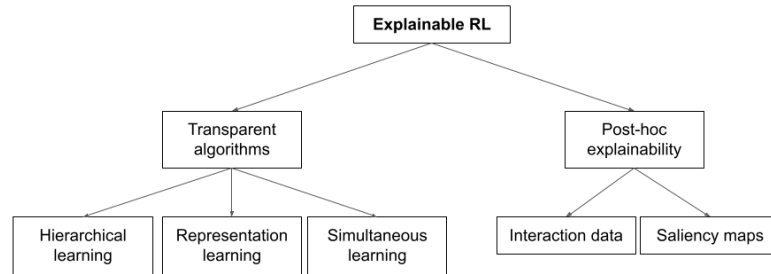 Explainable RL
Transparent
algorithms
Post-hoc
explainability
Hierarchical
learning
Representation
learning
Simultaneous
learning
Interaction data
Saliency maps